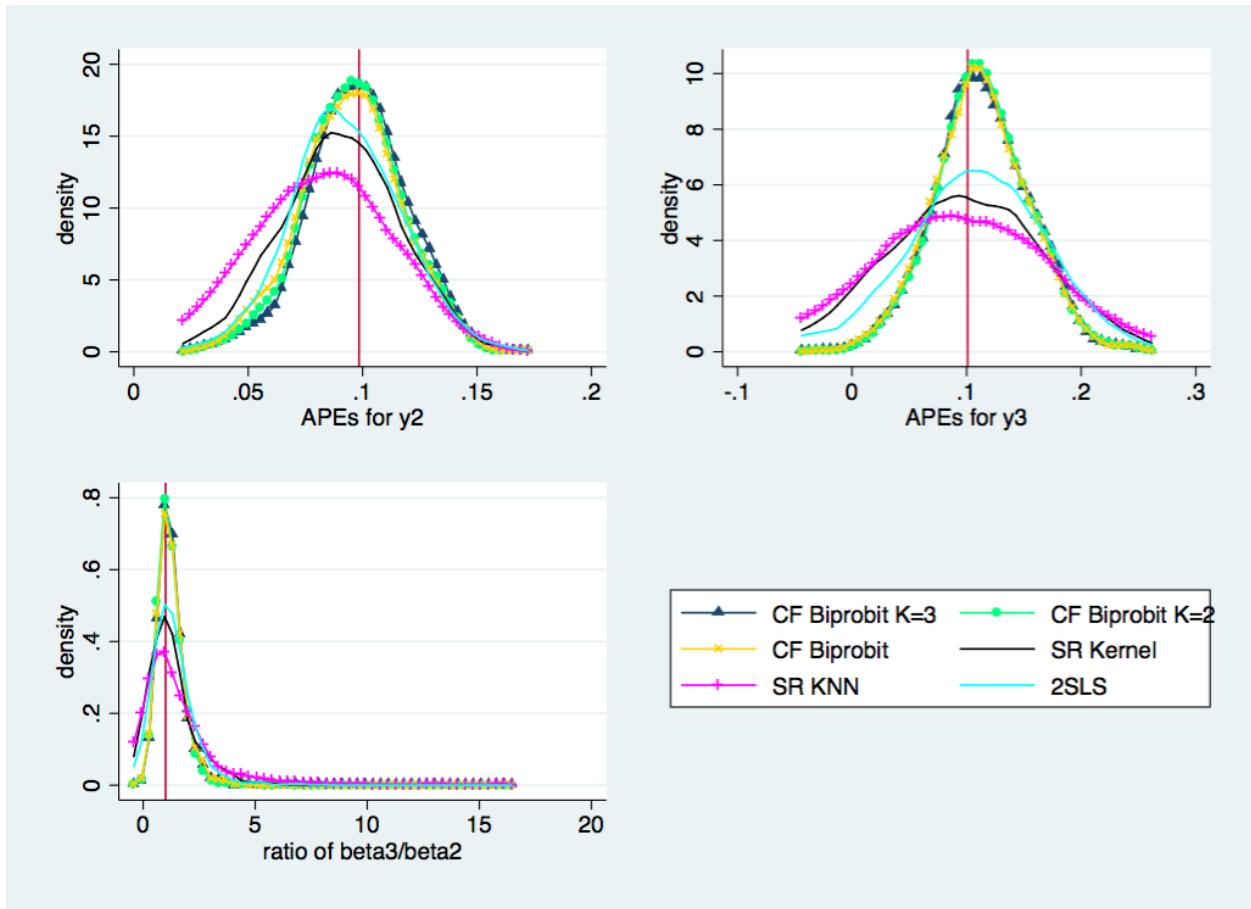 density
20
15
10
5
0
0
.05
.1
.15
.2
APEs for y2
density
10
8
6
4
2
0
-.1
0
.1
.2
.3
APEs for y3
density
.8
.6
.4
.2
0
0
5
10
15
20
ratio of beta3/beta2
CF Biprobit K=3
CF Biprobit K=2
CF Biprobit
SR Kernel
SR KNN
2SLS